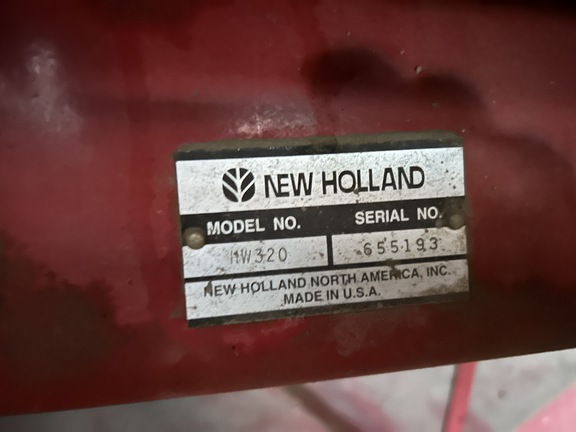 NEW HOLLAND
MODEL NO. SERIAL NO.
HW320 655193
NEW HOLLAND NORTH AMERICA, INC.
MADE IN U.S.A.